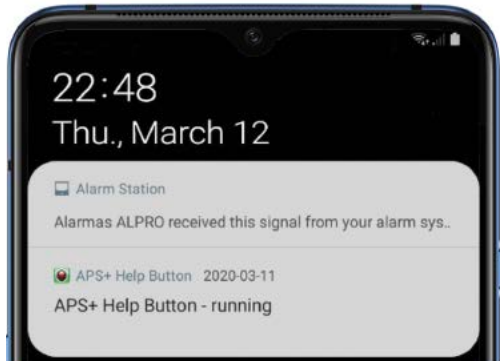 22:48
Thu., March 12
Alarm Station
Alarmas ALPRO received this signal from your alarm sys..
APS+ Help Button 2020-03-11
APS+ Help Button - running